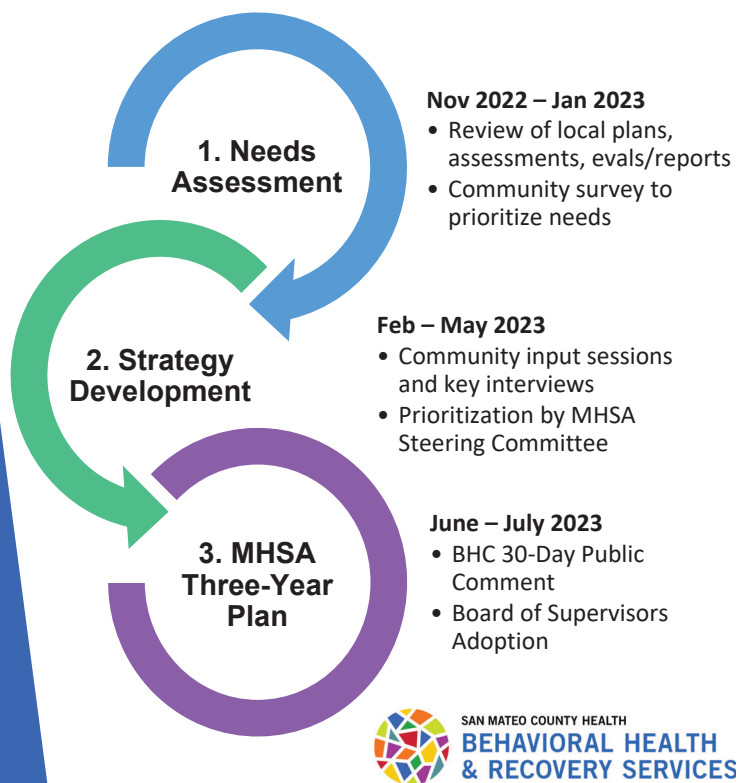 1. Needs
Assessment
Nov 2022 – Jan 2023
• Review of local plans,
assessments, evals/reports
• Community survey to
prioritize needs
2. Strategy
Development
Feb – May 2023
• Community input sessions
and key interviews
• Prioritization by MHSA
Steering Committee
3. MHSA
Three-Year
Plan
June – July 2023
• BHC 30-Day Public
Comment
• Board of Supervisors
Adoption
SAN MATEO COUNTY HEALTH
BEHAVIORAL HEALTH
& RECOVERY SERVICES